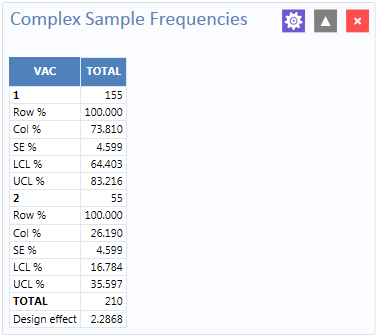 Complex Sample Frequencies
VAC TOTAL
1 155
Row % 100.000
Col % 73.810
SE % 4.599
LCL % 64.403
UCL % 83.216
2 55
Row % 100.000
Col % 26.190
SE % 4.599
LCL % 16.784
UCL % 35.597
TOTAL 210
Design effect 2.2868